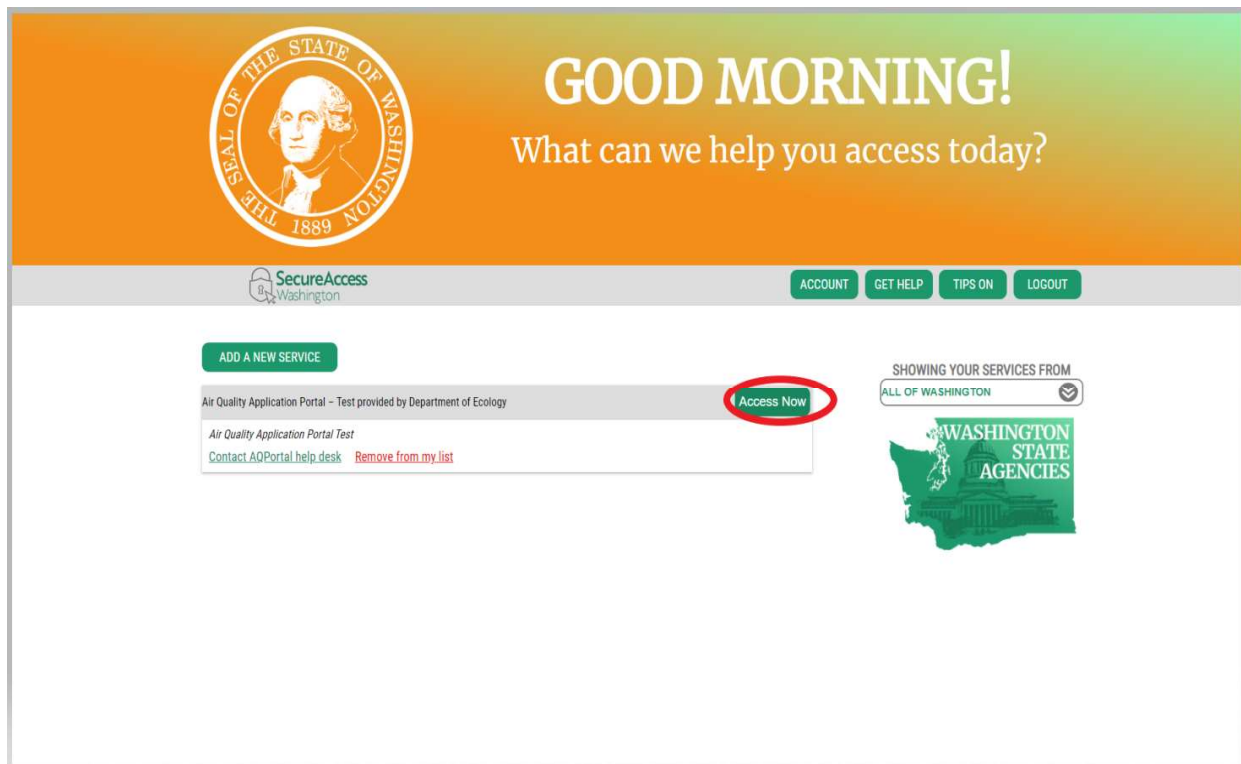 THE SEAL OF THE STATE OF WASHINGTON
1889
GOOD MORNING!
What can we help you access today?
SecureAccess
Washington
ACCOUNT GET HELP TIPS ON LOGOUT
ADD A NEW SERVICE
Air Quality Application Portal – Test provided by Department of Ecology Access Now
Air Quality Application Portal Test
Contact AQPortal help desk Remove from my list
SHOWING YOUR SERVICES FROM
ALL OF WASHINGTON
WASHINGTON
STATE
AGENCIES